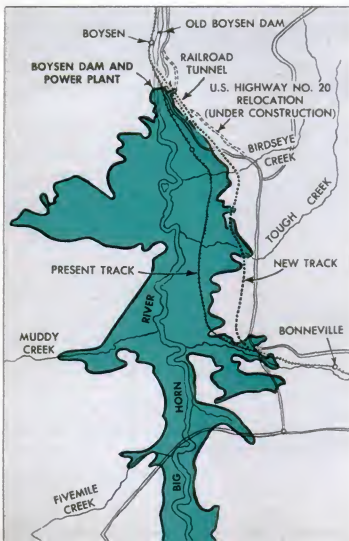 OLD BOYSEN DAM
BOYSEN
BOYSEN DAM AND
POWER PLANT
RAILROAD
TUNNEL
U.S. HIGHWAY NO. 20
RELOCATION
(UNDER CONSTRUCTION)
BIRDSEYE
CREEK
TOUGH CREEK
PRESENT TRACK
NEW TRACK
RIVER
MUDDY
CREEK
BONNEVILLE
HORN
BIG
FIVEMILE
CREEK